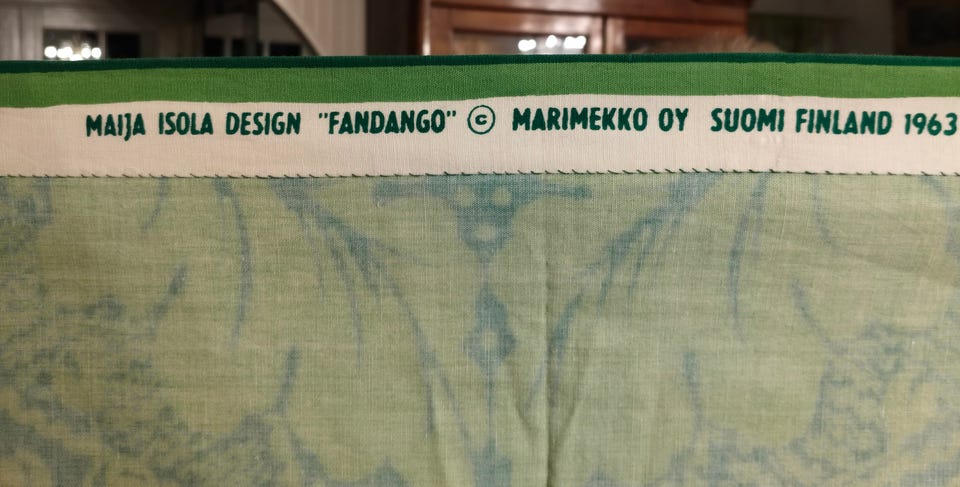 MAIJA ISOLA DESIGN "FANDANGO" © MARIMEKKO OY SUOMI FINLAND 1963